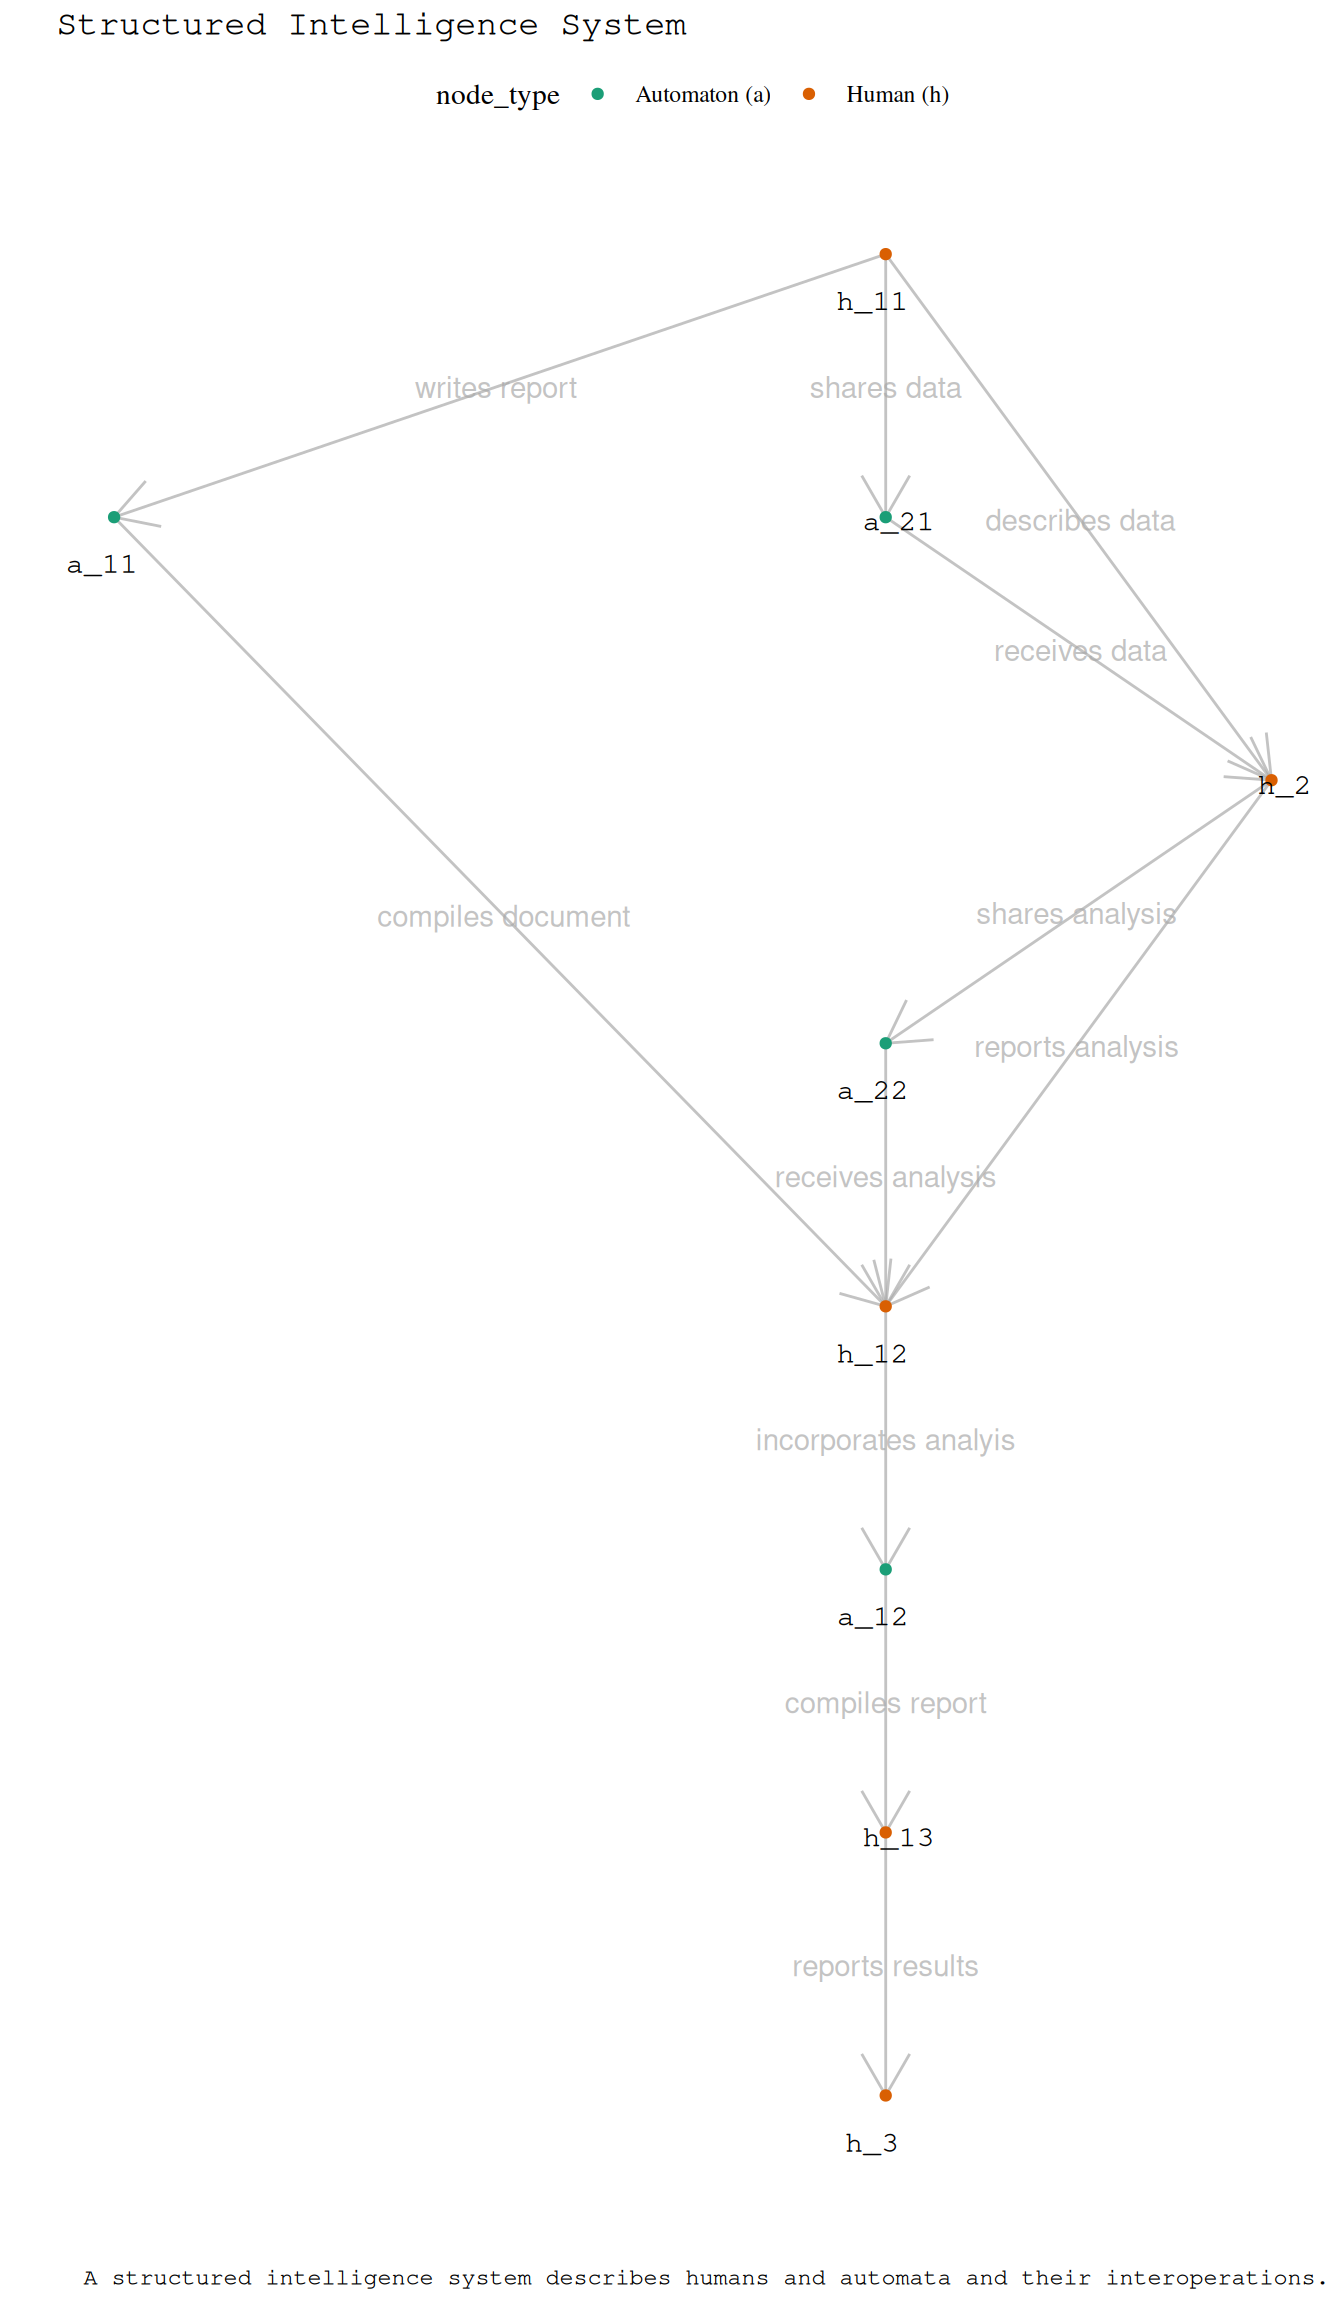 Structured Intelligence System
node_type Automaton (a) Human (h)
h_11
writes report
shares data
a_11
a_21
describes data
receives data
h_2
compiles document
shares analysis
a_22
reports analysis
receives analysis
h_12
incorporates analyis
a_12
compiles report
h_13
reports results
h_3
A structured intelligence system describes humans and automata and their interoperations.